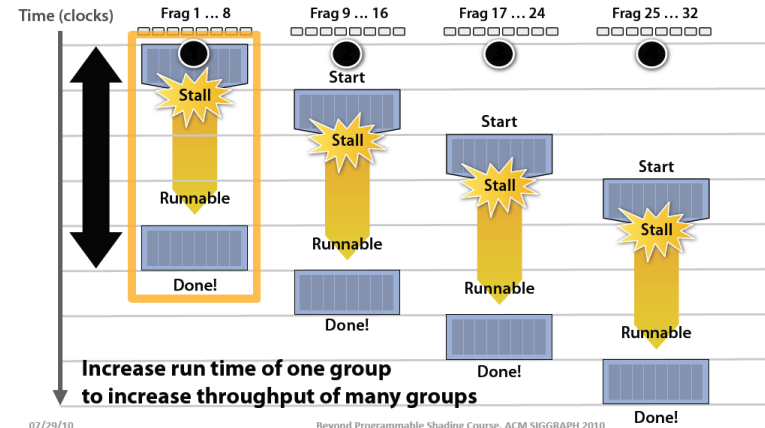 Time (clocks)
Frag 1 … 8
Frag 9 … 16
Frag 17 … 24
Frag 25 … 32
Start
Stall
Start
Stall
Start
Stall
Runnable
Stall
Runnable
Done!
Runnable
Done!
Runnable
Increase run time of one group
to increase throughput of many groups
Done!
Done!
07/29/10
Beyond Programmable Shading Course, ACM SIGGRAPH 2010